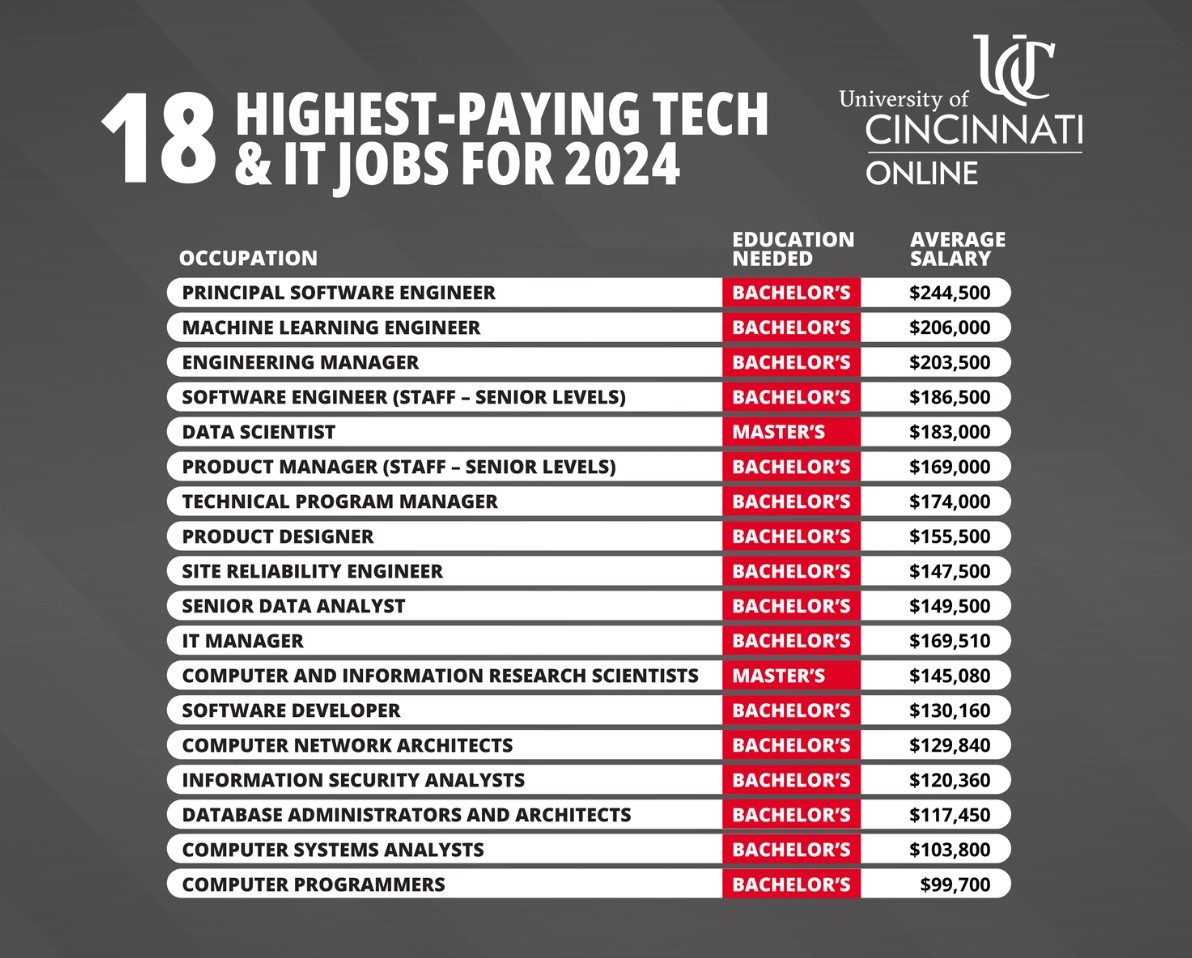 18 HIGHEST-PAYING TECH
& IT JOBS FOR 2024
UC
University of
CINCINNATI
ONLINE
OCCUPATION EDUCATION NEEDED AVERAGE SALARY
PRINCIPAL SOFTWARE ENGINEER BACHELOR'S $244,500
MACHINE LEARNING ENGINEER BACHELOR'S $206,000
ENGINEERING MANAGER BACHELOR'S $203,500
SOFTWARE ENGINEER (STAFF – SENIOR LEVELS) BACHELOR'S $186,500
DATA SCIENTIST MASTER'S $183,000
PRODUCT MANAGER (STAFF – SENIOR LEVELS) BACHELOR'S $169,000
TECHNICAL PROGRAM MANAGER BACHELOR'S $174,000
PRODUCT DESIGNER BACHELOR'S $155,500
SITE RELIABILITY ENGINEER BACHELOR'S $147,500
SENIOR DATA ANALYST BACHELOR'S $149,500
IT MANAGER BACHELOR'S $169,510
COMPUTER AND INFORMATION RESEARCH SCIENTISTS MASTER'S $145,080
SOFTWARE DEVELOPER BACHELOR'S $130,160
COMPUTER NETWORK ARCHITECTS BACHELOR'S $129,840
INFORMATION SECURITY ANALYSTS BACHELOR'S $120,360
DATABASE ADMINISTRATORS AND ARCHITECTS BACHELOR'S $117,450
COMPUTER SYSTEMS ANALYSTS BACHELOR'S $103,800
COMPUTER PROGRAMMERS BACHELOR'S $99,700